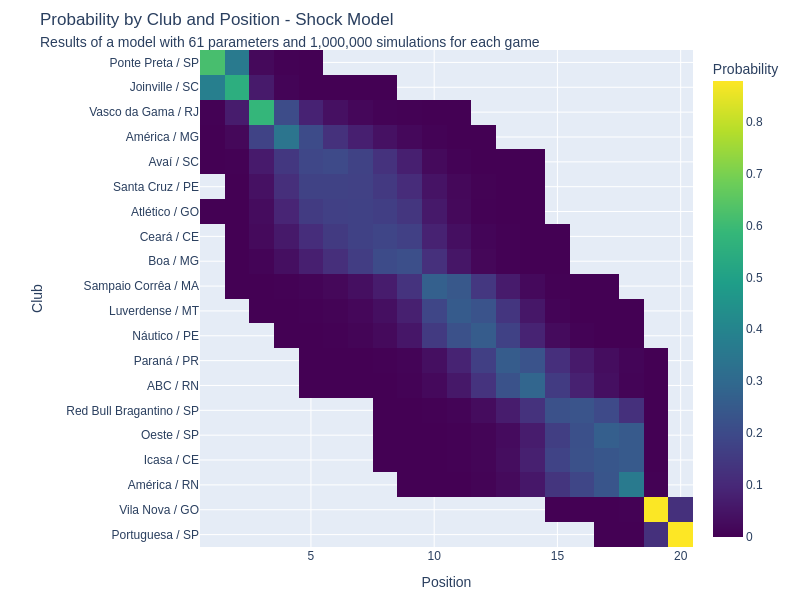 Probability by Club and Position - Shock Model
Results of a model with 61 parameters and 1,000,000 simulations for each game
Probability
Ponte Preta / SP
Joinville / SC
Vasco da Gama / RJ
América / MG
Avaí / SC
Santa Cruz / PE
Atlético / GO
Ceará / CE
Boa / MG
Sampaio Corrêa / MA
Luverdense / MT
Náutico / PE
Paraná / PR
ABC / RN
Red Bull Bragantino / SP
Oeste / SP
Icasa / CE
América / RN
Vila Nova / GO
Portuguesa / SP
Club
5
10
15
20
Position
0.8
0.7
0.6
0.5
0.4
0.3
0.2
0.1
0